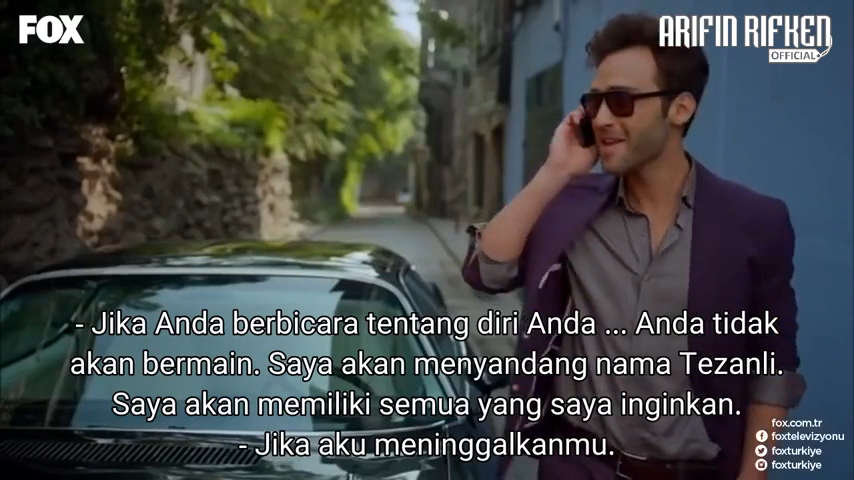 FOX
ARIFIN RIFKEN
OFFICIAL
- Jika Anda berbicara tentang diri Anda ... Anda tidak
akan bermain. Saya akan menyandang nama Tezanli.
Saya akan memiliki semua yang saya inginkan.
- Jika aku meninggalkanmu.
fox.com.tr
foxtelevizyonu
foxturkiye
foxturkiye